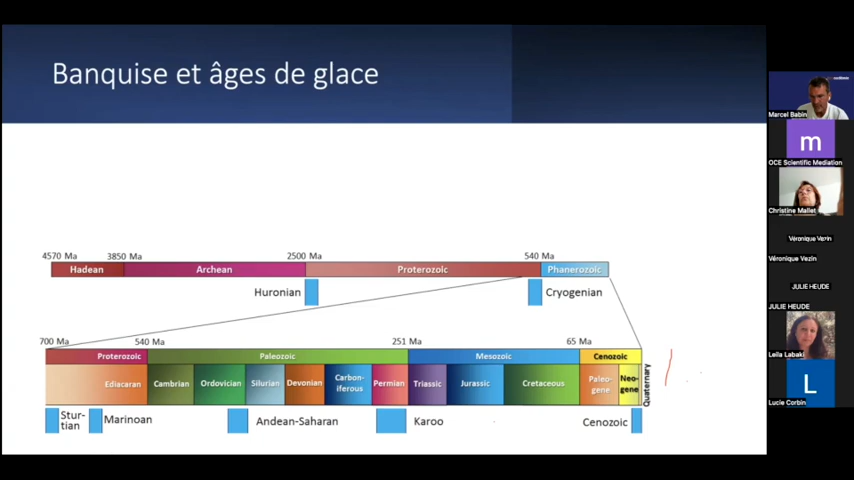 Banquise et âges de glace
4570 Ma 3850 Ma 2500 Ma 540 Ma
Hadean Archean Proterozoic Phanerozoic
Huronian Cryogenian
700 Ma 540 Ma 251 Ma 65 Ma
Proterozoic Paleozoic Mesozoic Cenozoic
Ediacaran Cambrian Ordovician Silurian Devonian Carbon-
iferous Permian Triassic Jurassic Cretaceous Paleo-
gene Neo-
gene Quaternary
Stur-
tian Marinoan Andean-Saharan Karoo Cenozoic
Marcel Babin
m
OCE Scientific Mediation
Christine Mallet
Véronique Vezin
Véronique Vezin
JULIE HEUDE
JULIE HEUDE
Leila Labaki
L
Lucie Corbin